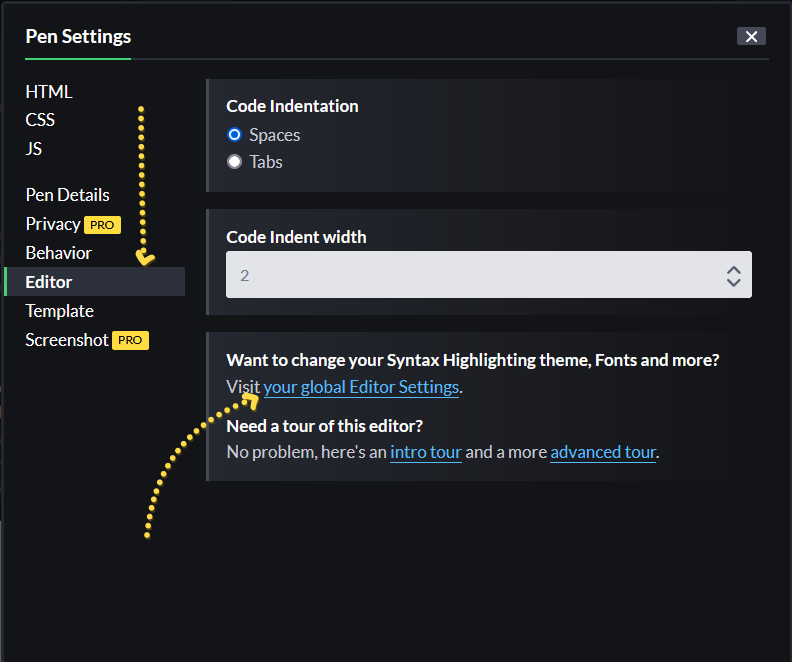 Pen Settings
HTML
CSS
JS
Pen Details
Privacy PRO
Behavior
Editor
Template
Screenshot PRO
Code Indentation
Spaces
Tabs
Code Indent width
2
Want to change your Syntax Highlighting theme, Fonts and more?
Visit your global Editor Settings.
Need a tour of this editor?
No problem, here's an intro tour and a more advanced tour.